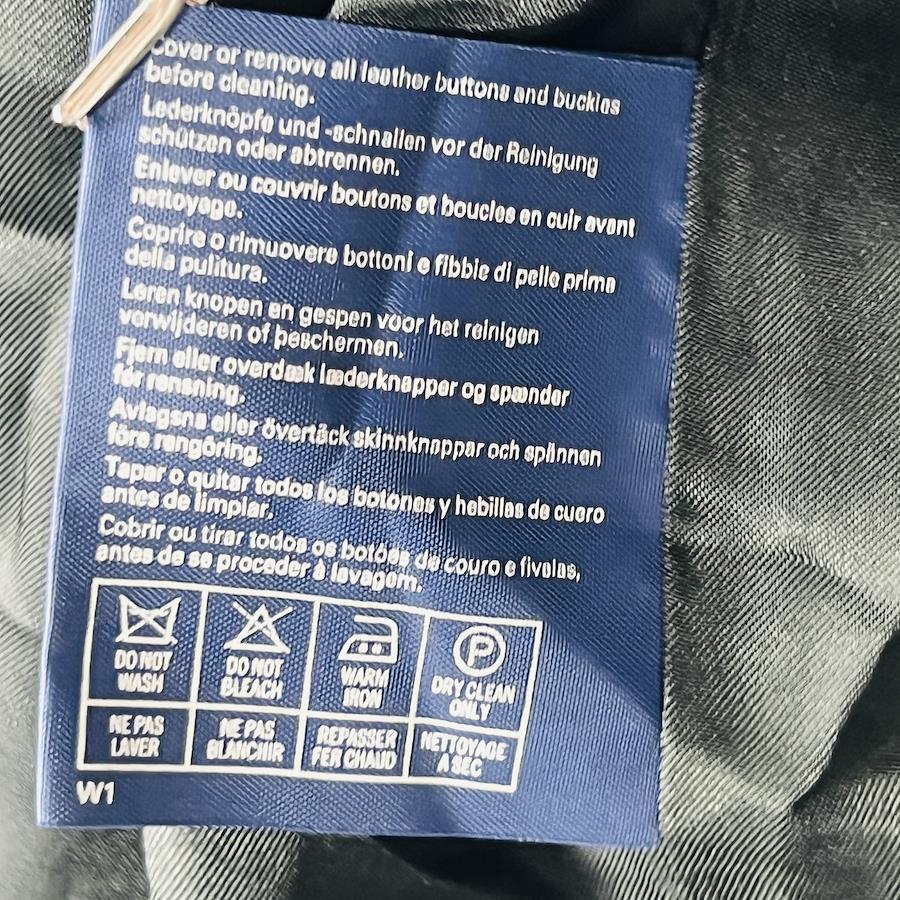 Cover or remove all leather buttons and buckles
before cleaning.
Lederknöpfe und -schnallen vor der Reinigung
schützen oder abtrennen.
Enlever ou couvrir boutons et boucles en cuir avant
nettoyage.
Coprire o rimuovere bottoni e fibbie di pelle prima
della pulitura.
Leren knopen en gespen voor het reinigen
verwijderen of beschermen.
Fjern eller overdæk læderknapper og spænder
før rensning.
Avlagsna eller övertäck skinnknappar och spännen
före rengöring.
Tapar o quitar todos los botones y hebillas de cuero
antes de limpiar.
Cobrir ou tirar todos os botões de couro e fivelas,
antes de se proceder à lavagem.
DO NOT WASH
DO NOT BLEACH
WARM IRON
P
DRY CLEAN ONLY
NE PAS LAVER
NE PAS BLANCHIR
REPASSER FER CHAUD
NETTOYAGE A SEC
W1